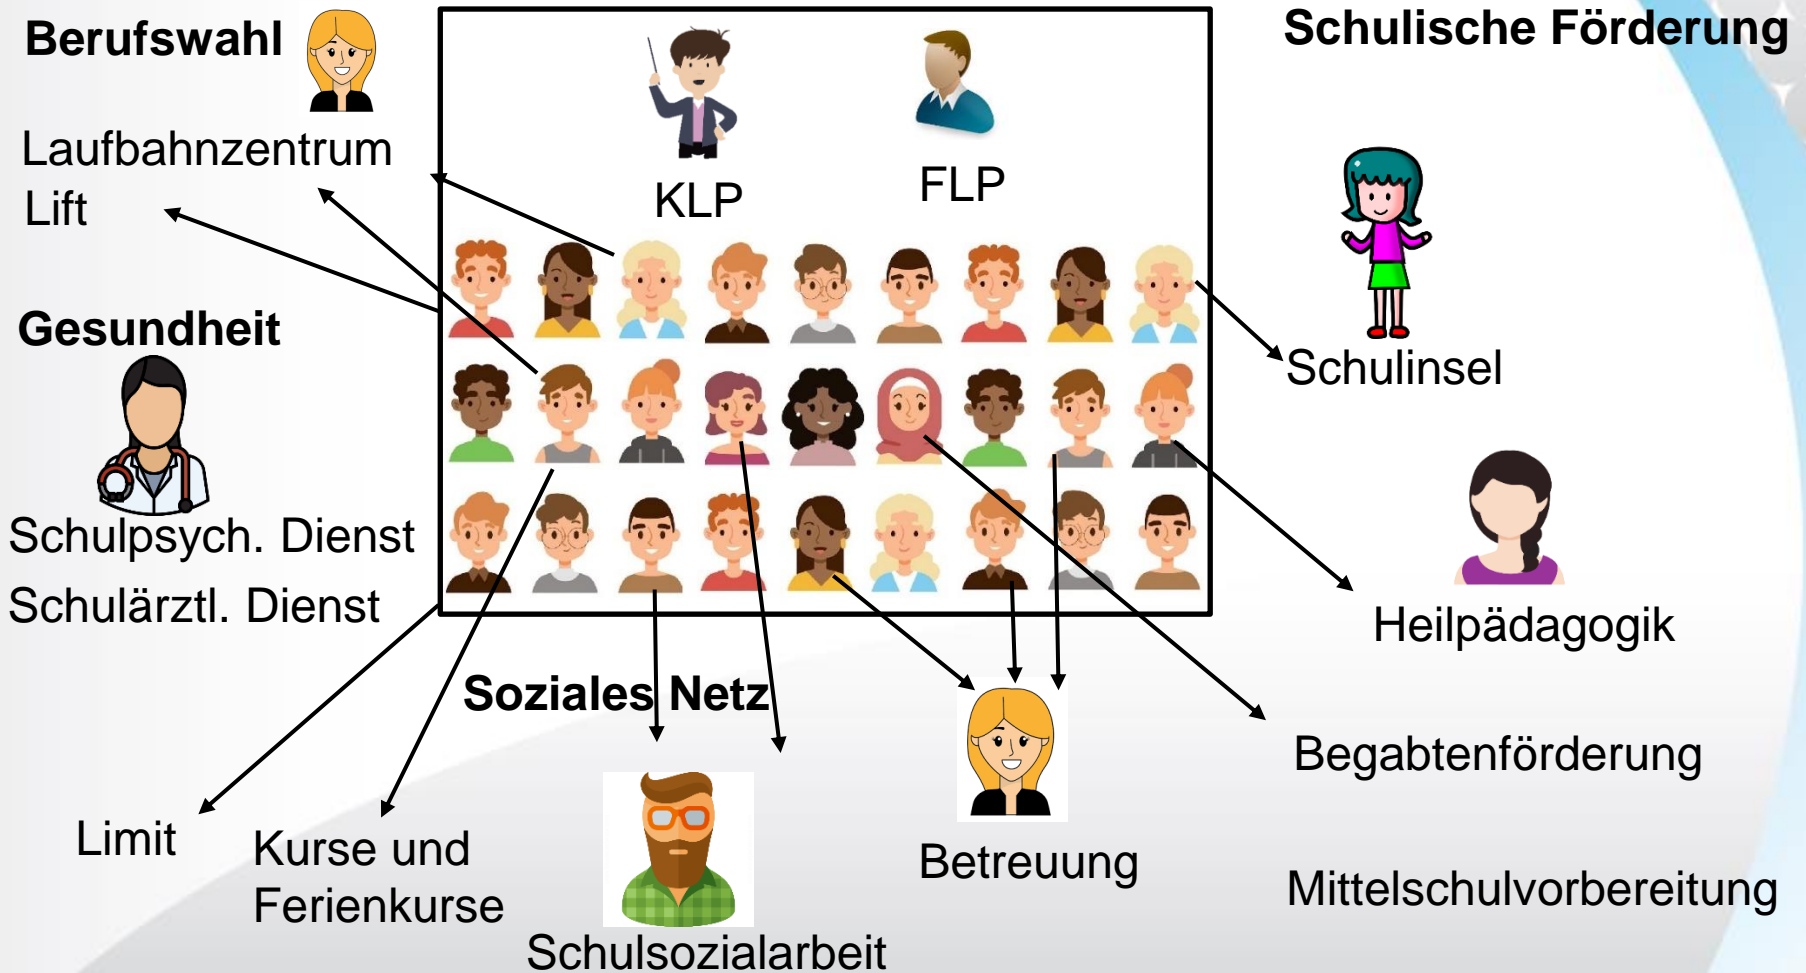 Berufswahl
Laufbahnzentrum
Lift
Gesundheit
Schulpsych. Dienst
Schulärztl. Dienst
KLP
FLP
Schulische Förderung
Schulinsel
Heilpädagogik
Begabtenförderung
Mittelschulvorbereitung
Soziales Netz
Limit
Kurse und
Ferienkurse
Schulsozialarbeit
Betreuung